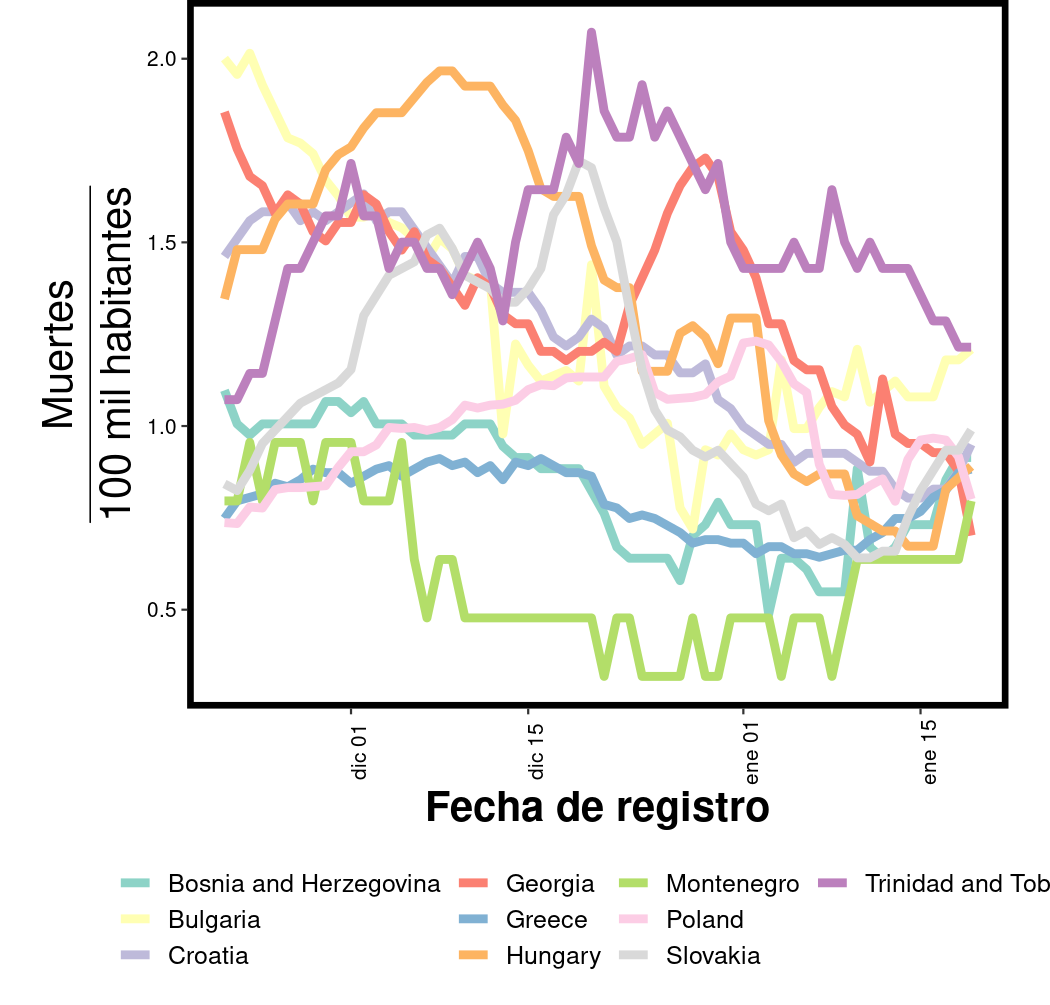 Muertes
100 mil habitantes
2.0
1.5
1.0
0.5
dic 01
dic 15
ene 01
ene 15
Fecha de registro
Bosnia and Herzegovina Georgia Montenegro Trinidad and Tob
Bulgaria Greece Poland
Croatia Hungary Slovakia